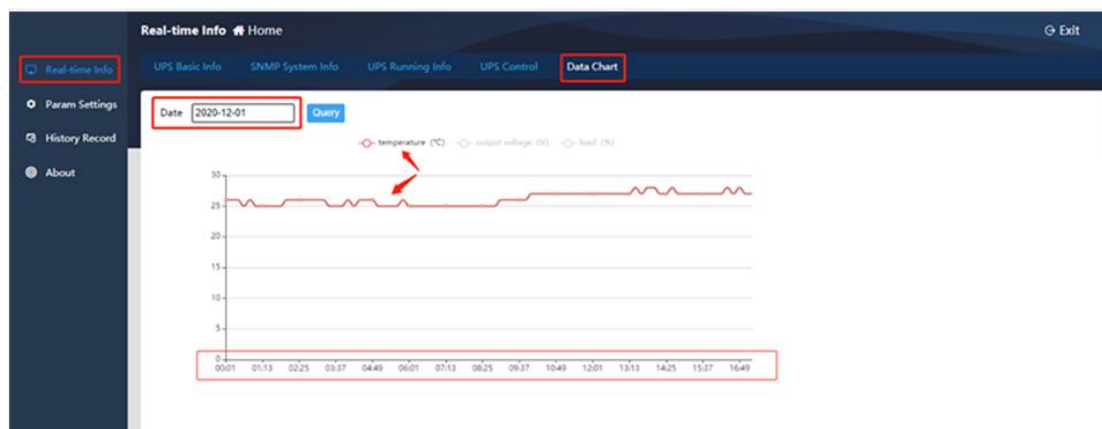 Real-time Info Home Exit
Real-time Info
UPS Basic Info SNMP System Info UPS Running Info UPS Control Data Chart
Param Settings
Date 2020-12-01 Query
History Record
temperature (℃) output voltage (V) load (%)
About
30
25
20
15
10
5
0
00:01 01:13 02:25 03:37 04:49 06:01 07:13 08:25 09:37 10:49 12:01 13:13 14:25 15:37 16:49